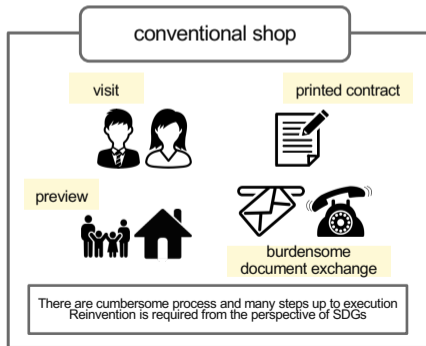 conventional shop
visit
printed contract
preview
burdensome
document exchange
There are cumbersome process and many steps up to execution
Reinvention is required from the perspective of SDGs